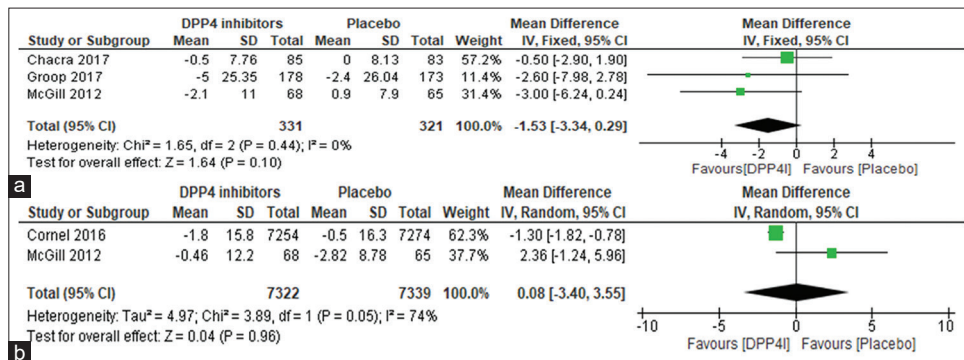 a
DPP4 inhibitors Placebo Mean Difference Mean Difference
Study or Subgroup Mean SD Total Mean SD Total Weight IV, Fixed, 95% CI IV, Fixed, 95% CI
Chacra 2017 -0.5 7.76 85 0 8.13 83 57.2% -0.50 [-2.90, 1.90]
Groop 2017 -5 25.35 178 -2.4 26.04 173 11.4% -2.60 [-7.98, 2.78]
McGill 2012 -2.1 11 68 0.9 7.9 65 31.4% -3.00 [-6.24, 0.24]
Total (95% CI) 331 321 100.0% -1.53 [-3.34, 0.29]
Heterogeneity: Chi² = 1.65, df = 2 (P = 0.44); I² = 0%
Test for overall effect: Z = 1.64 (P = 0.10)
-4 -2 0 2 4
Favours[DPP4I] Favours [Placebo]
b
DPP4 inhibitors Placebo Mean Difference Mean Difference
Study or Subgroup Mean SD Total Mean SD Total Weight IV, Random, 95% CI IV, Random, 95% CI
Cornel 2016 -1.8 15.8 7254 -0.5 16.3 7274 62.3% -1.30 [-1.82, -0.78]
McGill 2012 -0.46 12.2 68 -2.82 8.78 65 37.7% 2.36 [-1.24, 5.96]
Total (95% CI) 7322 7339 100.0% 0.08 [-3.40, 3.55]
Heterogeneity: Tau² = 4.97; Chi² = 3.89, df = 1 (P = 0.05); I² = 74%
Test for overall effect: Z = 0.04 (P = 0.96)
-10 -5 0 5 10
Favours [DPP4I] Favours [Placebo]